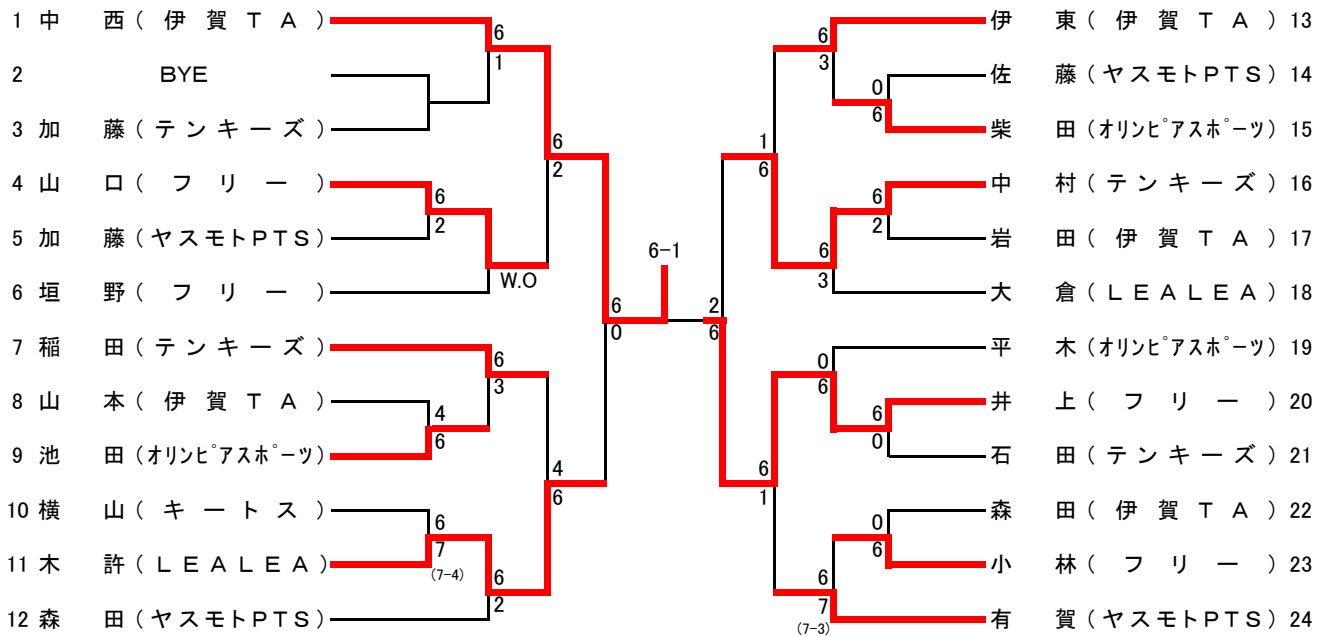 1 中 西(伊賀TA)
2 BYE
3 加 藤(テンキーズ)
4 山 口(フリー)
5 加 藤(ヤスモトPTS)
6 垣 野(フリー)
7 稲 田(テンキーズ)
8 山 本(伊賀TA)
9 池 田(オリンピアスポーツ)
10 横 山(キートス)
11 木 許(LEALEA)
12 森 田(ヤスモトPTS)
6
1
6
2
W.O
6
2
6
3
4
6
6
7
(7-4)
6
2
4
6
6
0
6-1
2
6
1
6
6
3
0
6
6
2
6
3
0
6
6
0
6
1
0
6
6
7
(7-3)
伊 東(伊賀TA) 13
佐 藤(ヤスモトPTS) 14
柴 田(オリンピアスポーツ) 15
中 村(テンキーズ) 16
岩 田(伊賀TA) 17
大 倉(LEALEA) 18
平 木(オリンピアスポーツ) 19
井 上(フリー) 20
石 田(テンキーズ) 21
森 田(伊賀TA) 22
小 林(フリー) 23
有 賀(ヤスモトPTS) 24